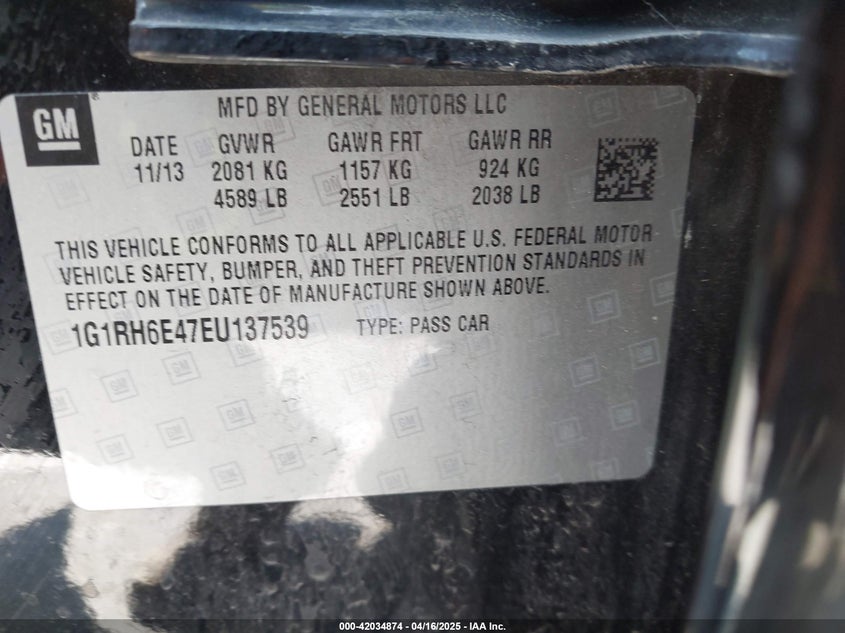 GM
MFD BY GENERAL MOTORS LLC
DATE GVWR GAWR FRT GAWR RR
11/13 2081 KG 1157 KG 924 KG
4589 LB 2551 LB 2038 LB
THIS VEHICLE CONFORMS TO ALL APPLICABLE U.S. FEDERAL MOTOR
VEHICLE SAFETY, BUMPER, AND THEFT PREVENTION STANDARDS IN
EFFECT ON THE DATE OF MANUFACTURE SHOWN ABOVE.
1G1RH6E47EU137539 TYPE: PASS CAR
000-42034874 / 04/16/2025 - IAA Inc.